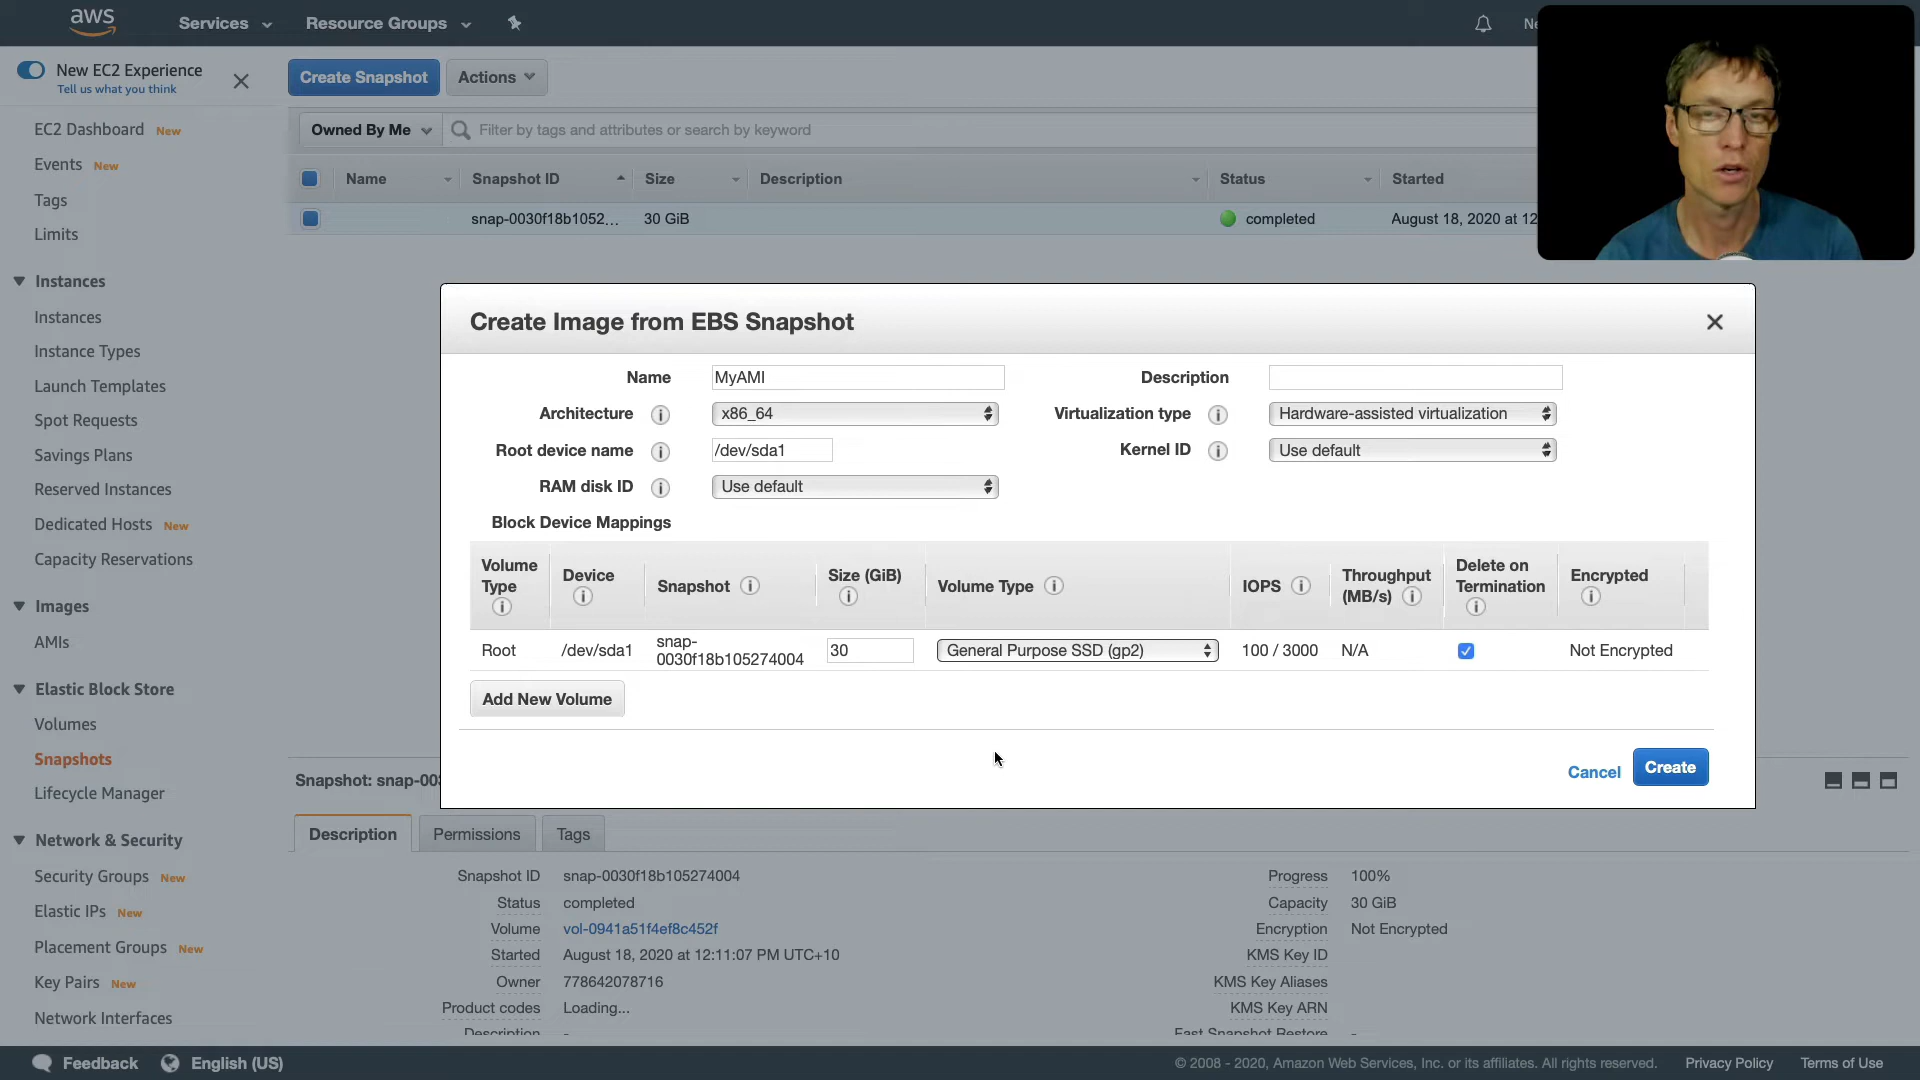 aws
Services
Resource Groups
New EC2 Experience
Tell us what you think
EC2 Dashboard New
Events New
Tags
Limits
Instances
Instances
Instance Types
Launch Templates
Spot Requests
Savings Plans
Reserved Instances
Dedicated Hosts New
Capacity Reservations
Images
AMIs
Elastic Block Store
Volumes
Snapshots
Lifecycle Manager
Network & Security
Security Groups New
Elastic IPs New
Placement Groups New
Key Pairs New
Network Interfaces
Create Snapshot Actions
Owned By Me Filter by tags and attributes or search by keyword
Name Snapshot ID Size Description Status Started
snap-0030f18b1052... 30 GiB completed August 18, 2020 at 12
Create Image from EBS Snapshot
Name MyAMI Description
Architecture x86_64 Virtualization type Hardware-assisted virtualization
Root device name /dev/sda1 Kernel ID Use default
RAM disk ID Use default
Block Device Mappings
Volume Type Device Snapshot Size (GiB) Volume Type IOPS Throughput (MB/s) Delete on Termination Encrypted
Root /dev/sda1 snap-0030f18b105274004 30 General Purpose SSD (gp2) 100 / 3000 N/A Not Encrypted
Add New Volume
Cancel Create
Snapshot: snap-00
Description Permissions Tags
Snapshot ID snap-0030f18b105274004 Progress 100%
Status completed Capacity 30 GiB
Volume vol-0941a51f4ef8c452f Encryption Not Encrypted
Started August 18, 2020 at 12:11:07 PM UTC+10 KMS Key ID
Owner 778642078716 KMS Key Aliases
Product codes Loading... KMS Key ARN
Description - Fast Snapshot Restore -
Feedback English (US) © 2008 - 2020, Amazon Web Services, Inc. or its affiliates. All rights reserved. Privacy Policy Terms of Use